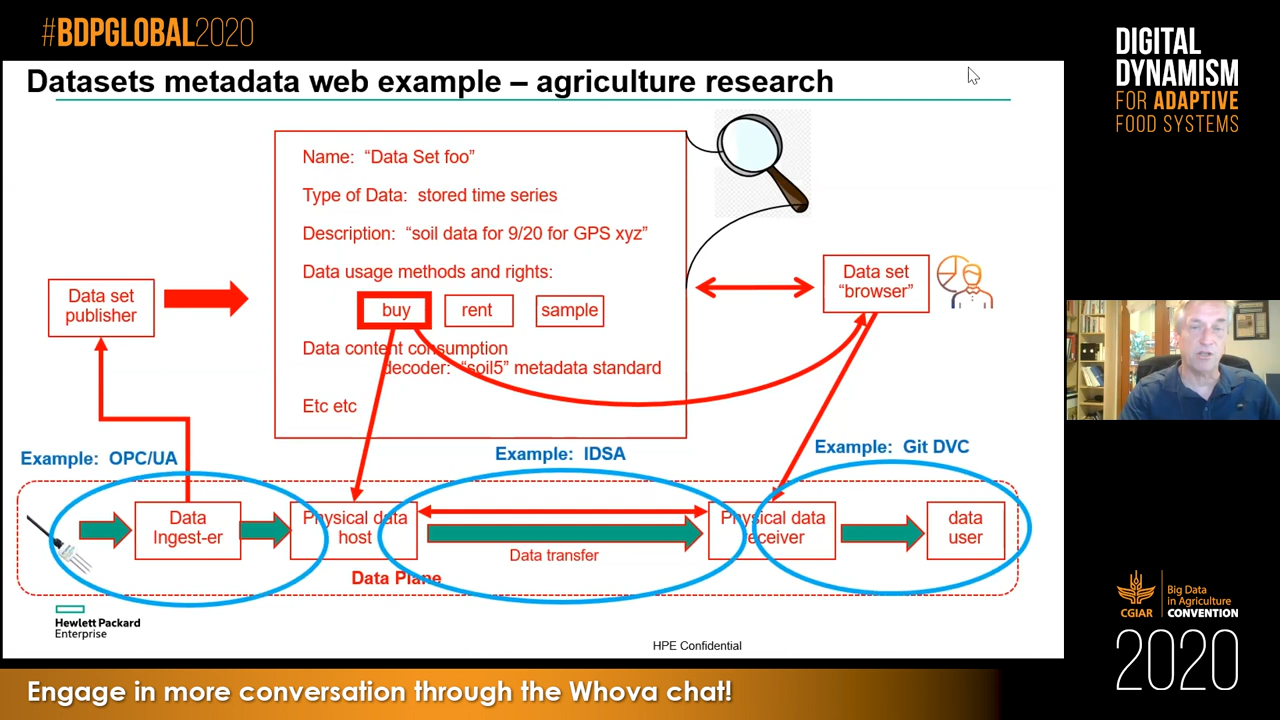 #BDPGLOBAL2020
DIGITAL
DYNAMISM
FOR ADAPTIVE
FOOD SYSTEMS
Datasets metadata web example – agriculture research
Name: “Data Set foo”
Type of Data: stored time series
Description: “soil data for 9/20 for GPS xyz”
Data usage methods and rights:
buy
rent
sample
Data content consumption
decoder: “soil5” metadata standard
Etc etc
Data set
publisher
Data set
“browser”
Example: OPC/UA
Example: IDSA
Example: Git DVC
Data
Ingest-er
Physical data
host
Data transfer
Physical data
receiver
data
user
Data Plane
Hewlett Packard
Enterprise
HPE Confidential
CGIAR
Big Data
in Agriculture
CONVENTION
2020
Engage in more conversation through the Whova chat!